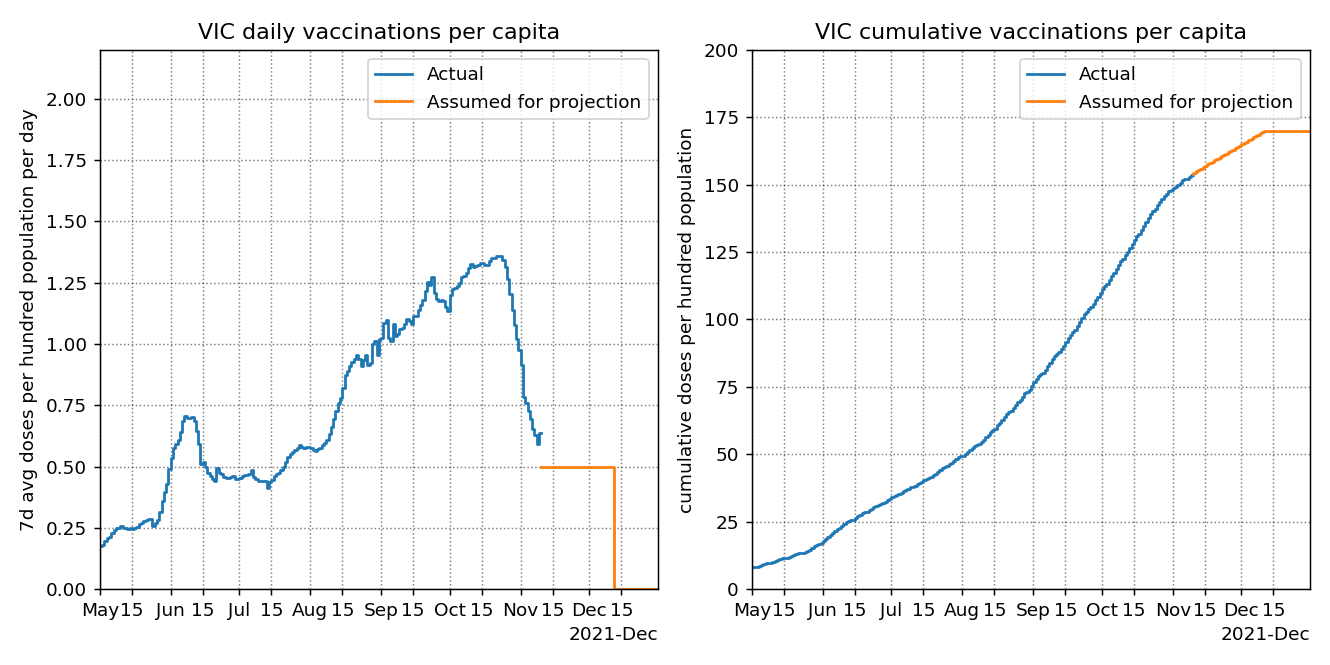 VIC daily vaccinations per capita
7d avg doses per hundred population per day
2.00
1.75
1.50
1.25
1.00
0.75
0.50
0.25
0.00
Actual
Assumed for projection
May 15 Jun 15 Jul 15 Aug 15 Sep 15 Oct 15 Nov 15 Dec 15
2021-Dec
VIC cumulative vaccinations per capita
cumulative doses per hundred population
200
175
150
125
100
75
50
25
0
Actual
Assumed for projection
May 15 Jun 15 Jul 15 Aug 15 Sep 15 Oct 15 Nov 15 Dec 15
2021-Dec